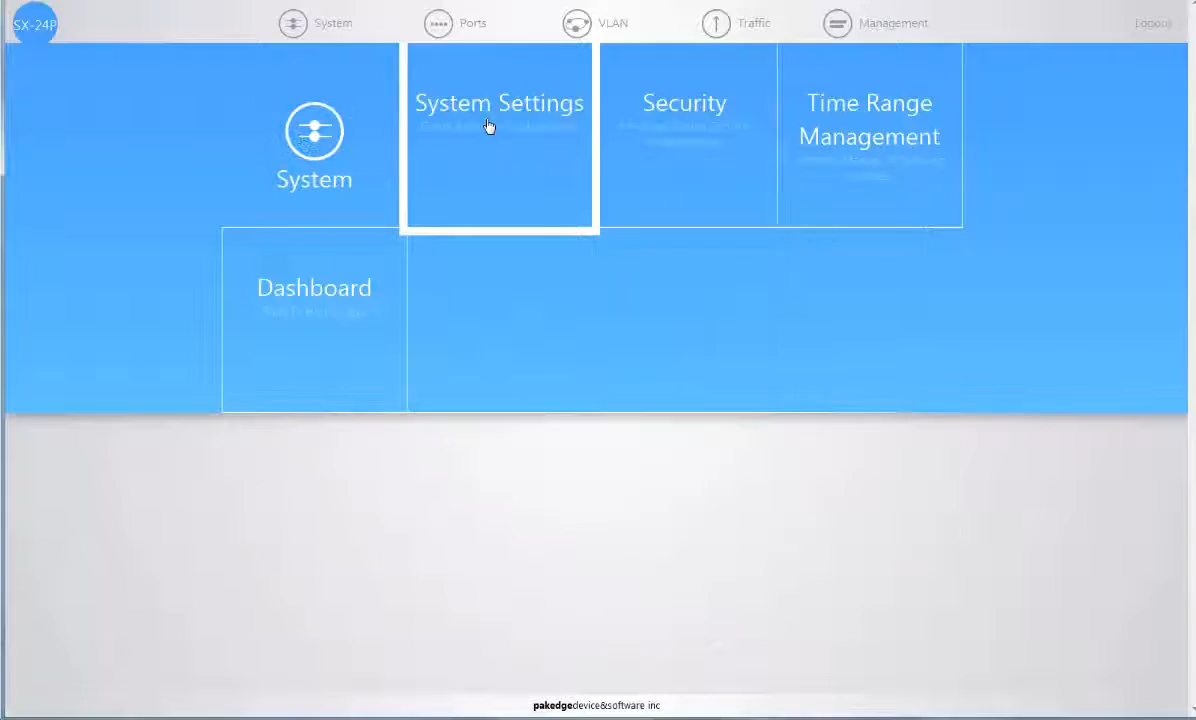 SX-24P
System
Ports
VLAN
Traffic
Management
Logout
System
System Settings
Security
Time Range
Management
Dashboard
pakedgedevice&software inc